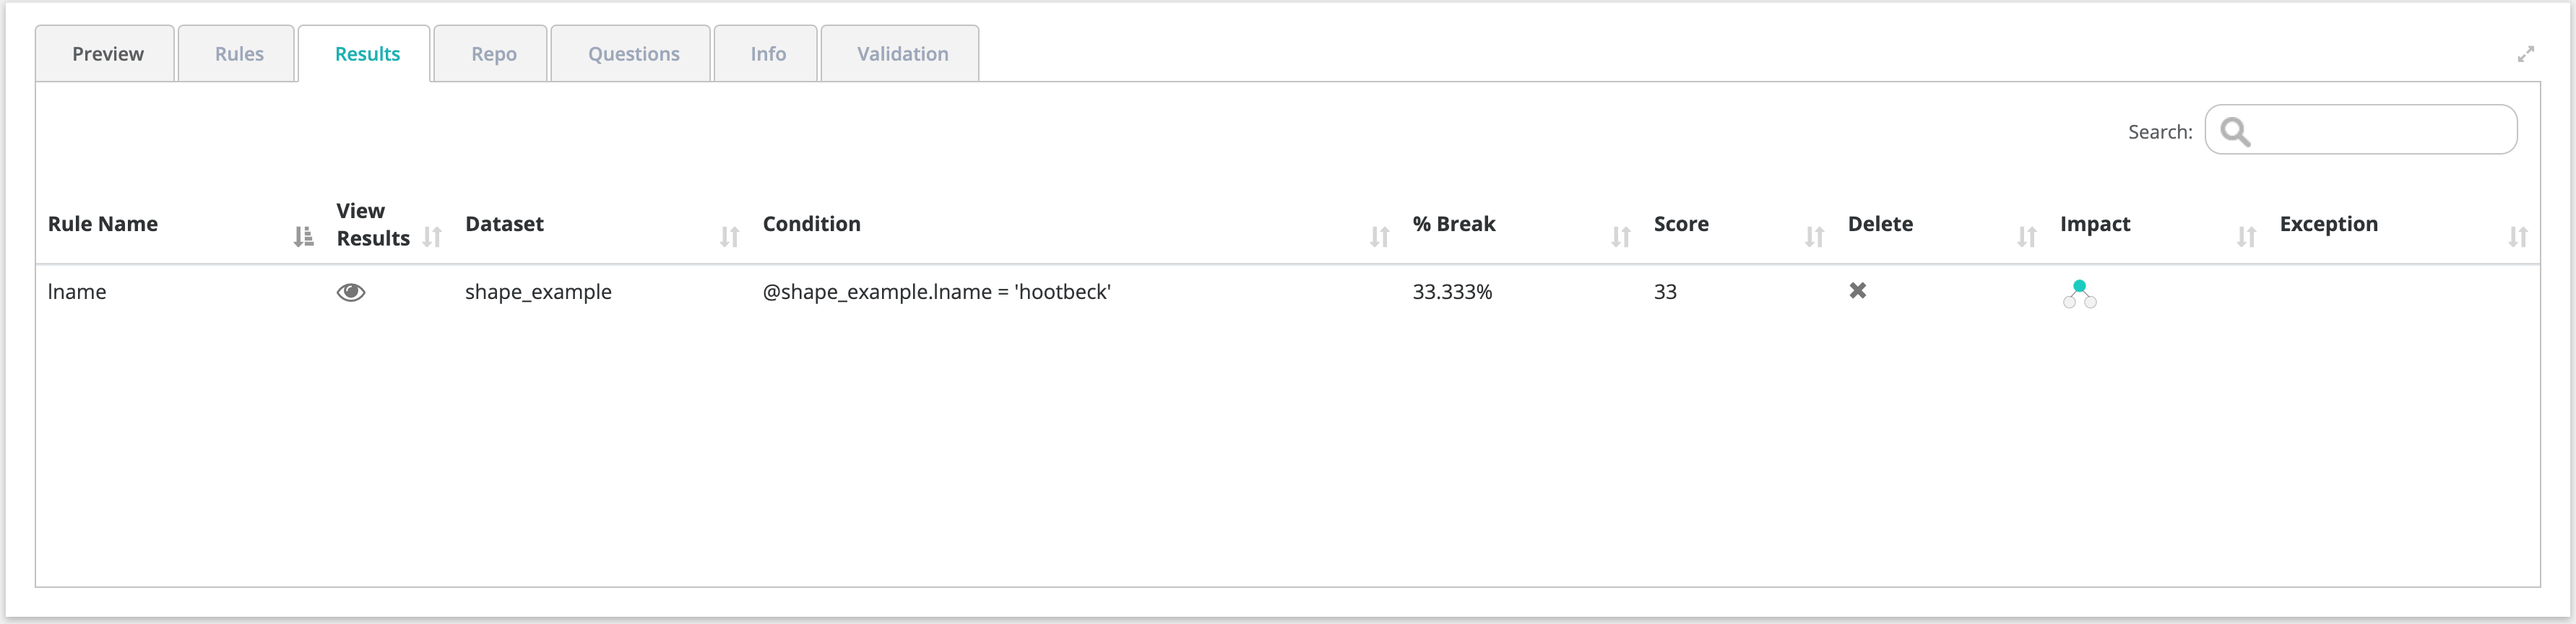 Preview Rules Results Repo Questions Info Validation
Search:
Rule Name View Results Dataset Condition % Break Score Delete Impact Exception
lname shape_example @shape_example.lname = 'hootbeck' 33.333% 33